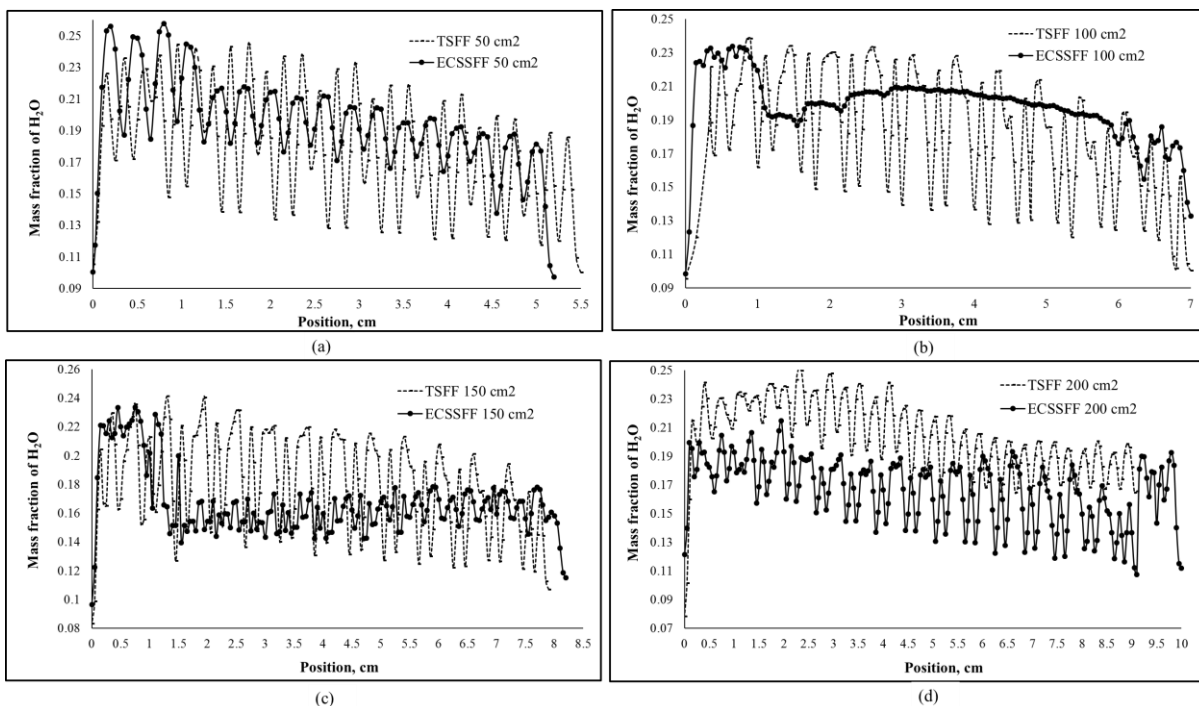 0.25
0.23
0.21
0.19
0.17
0.15
0.13
0.11
0.09
Mass fraction of H2O
TSFF 50 cm2
ECSSFF 50 cm2
0 0.5 1 1.5 2 2.5 3 3.5 4 4.5 5 5.5
Position, cm
(a)
0.25
0.23
0.21
0.19
0.17
0.15
0.13
0.11
0.09
Mass fraction of H2O
TSFF 100 cm2
ECSSFF 100 cm2
0 1 2 3 4 5 6 7
Position, cm
(b)
0.26
0.24
0.22
0.2
0.18
0.16
0.14
0.12
0.1
0.08
Mass fraction of H2O
TSFF 150 cm2
ECSSFF 150 cm2
0 0.5 1 1.5 2 2.5 3 3.5 4 4.5 5 5.5 6 6.5 7 7.5 8 8.5
Position, cm
(c)
0.25
0.23
0.21
0.19
0.17
0.15
0.13
0.11
0.09
0.07
Mass fraction of H2O
TSFF 200 cm2
ECSSFF 200 cm2
0 0.5 1 1.5 2 2.5 3 3.5 4 4.5 5 5.5 6 6.5 7 7.5 8 8.5 9 9.5 10
Position, cm
(d)